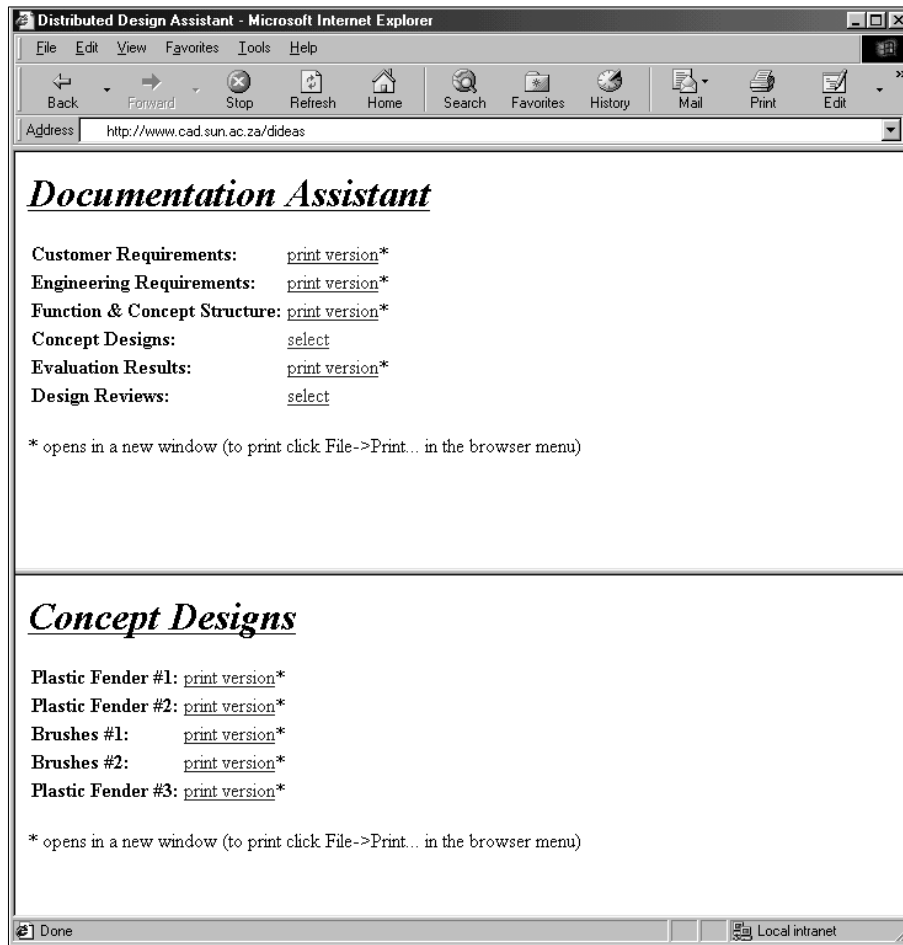 Distributed Design Assistant - Microsoft Internet Explorer
File Edit View Favorites Tools Help
Back Forward Stop Refresh Home Search Favorites History Mail Print Edit »
Address http://www.cad.sun.ac.za/dideas
Documentation Assistant
Customer Requirements: print version*
Engineering Requirements: print version*
Function & Concept Structure: print version*
Concept Designs: select
Evaluation Results: print version*
Design Reviews: select
* opens in a new window (to print click File->Print... in the browser menu)
Concept Designs
Plastic Fender #1: print version*
Plastic Fender #2: print version*
Brushes #1: print version*
Brushes #2: print version*
Plastic Fender #3: print version*
* opens in a new window (to print click File->Print... in the browser menu)
Done Local intranet